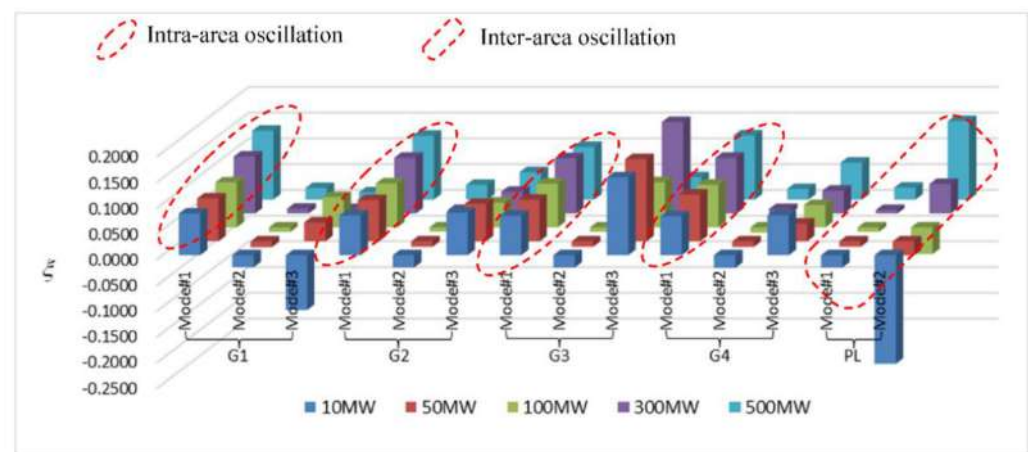 Intra-area oscillation
Inter-area oscillation
0.2000
0.1500
0.1000
0.0500
0.0000
-0.0500
-0.1000
-0.1500
-0.2000
-0.2500
Mode#1
Mode#2
Mode#3
Mode#1
Mode#2
Mode#3
Mode#1
Mode#2
Mode#3
Mode#1
Mode#2
Mode#3
Mode#1
Mode#2
G1 G2 G3 G4 PL
10MW 50MW 100MW 300MW 500MW